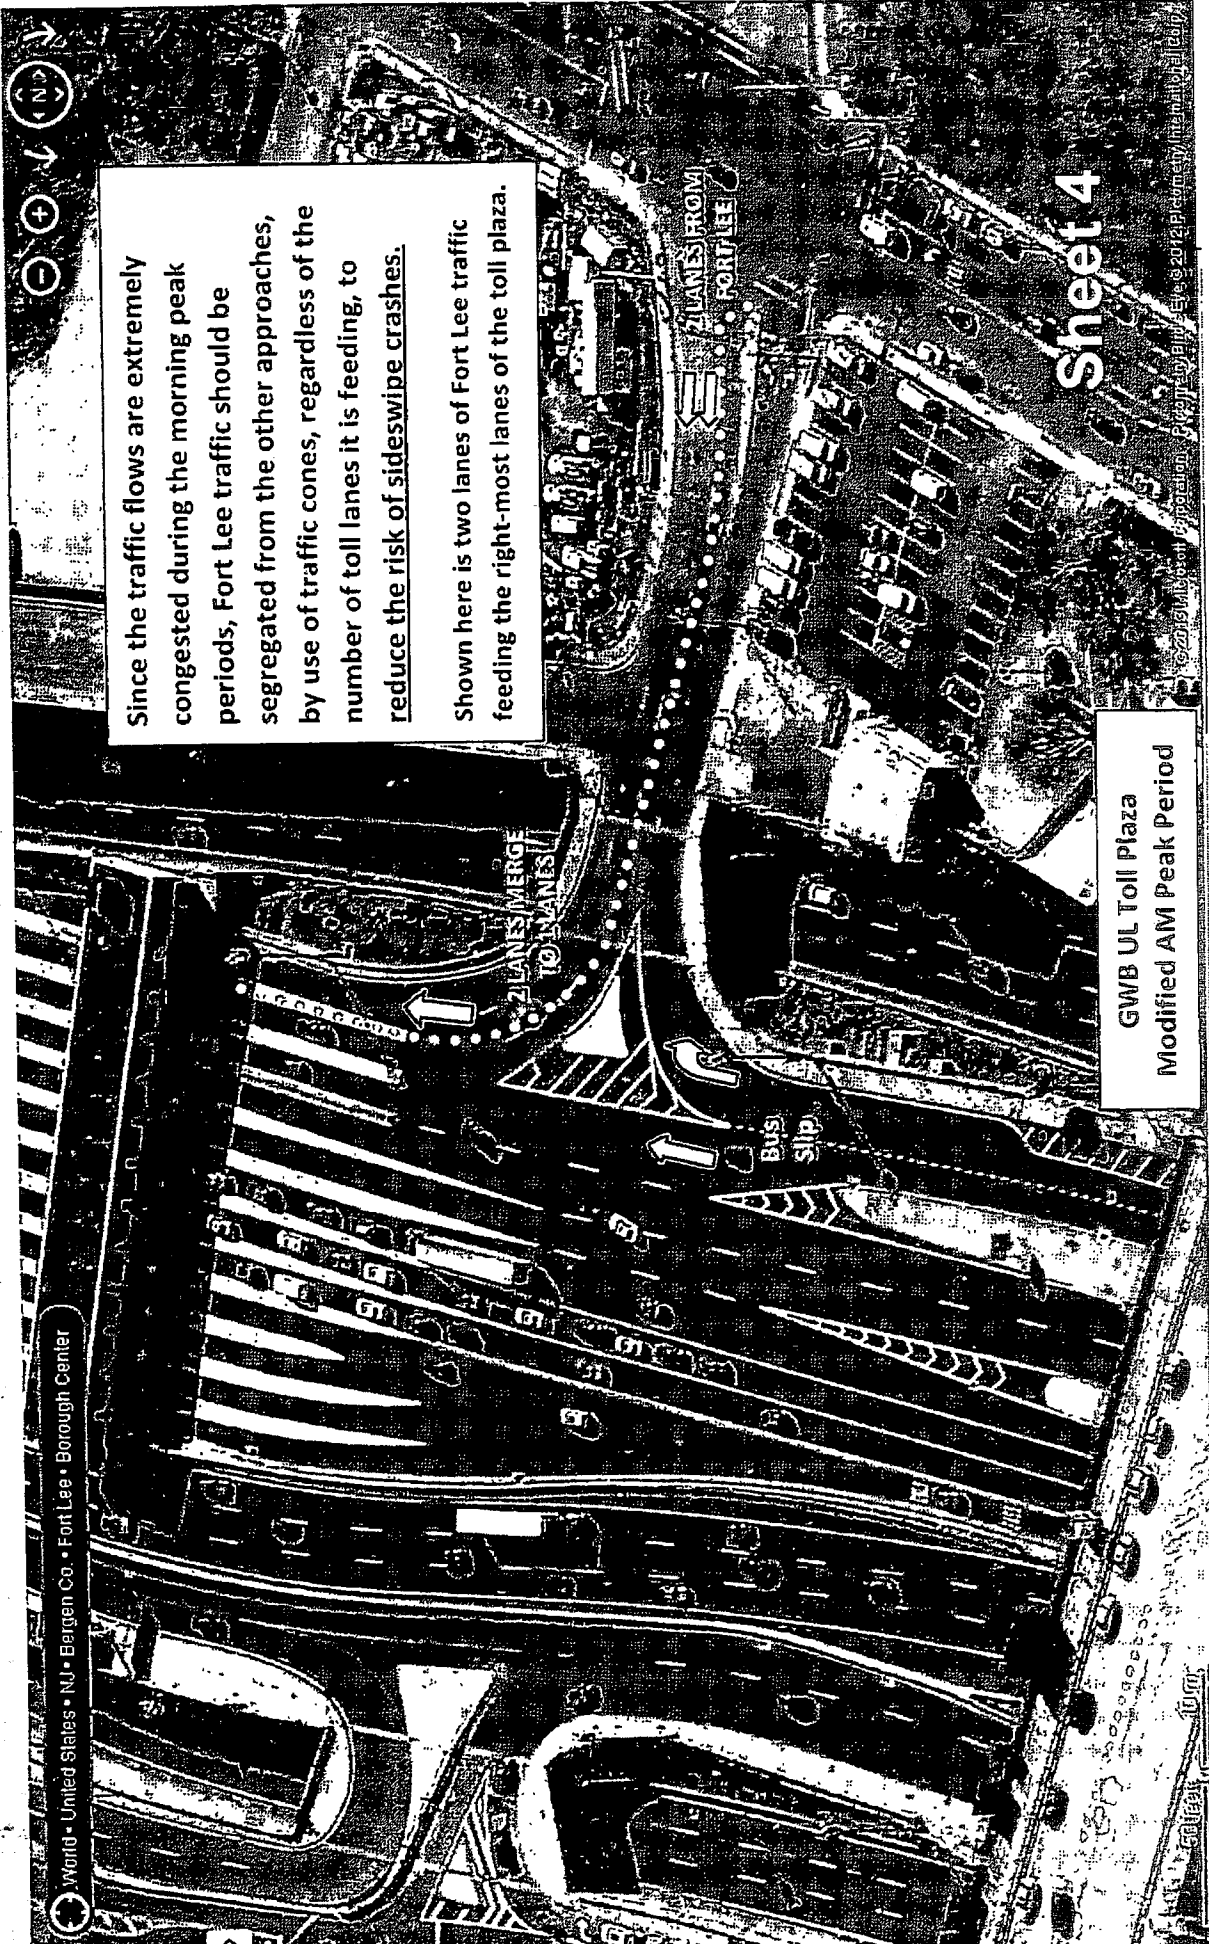 World • United States • NJ • Bergen Co. • Fort Lee • Borough Center
N
Since the traffic flows are extremely
congested during the morning peak
periods, Fort Lee traffic should be
segregated from the other approaches,
by use of traffic cones, regardless of the
number of toll lanes it is feeding, to
reduce the risk of sideswipe crashes.
Shown here is two lanes of Fort Lee traffic
feeding the right-most lanes of the toll plaza.
2 LANES MERGE
TO 1 LANE
2 LANES FROM
FORT LEE
Bus
Slip
Sheet 4
GWB UL Toll Plaza
Modified AM Peak Period